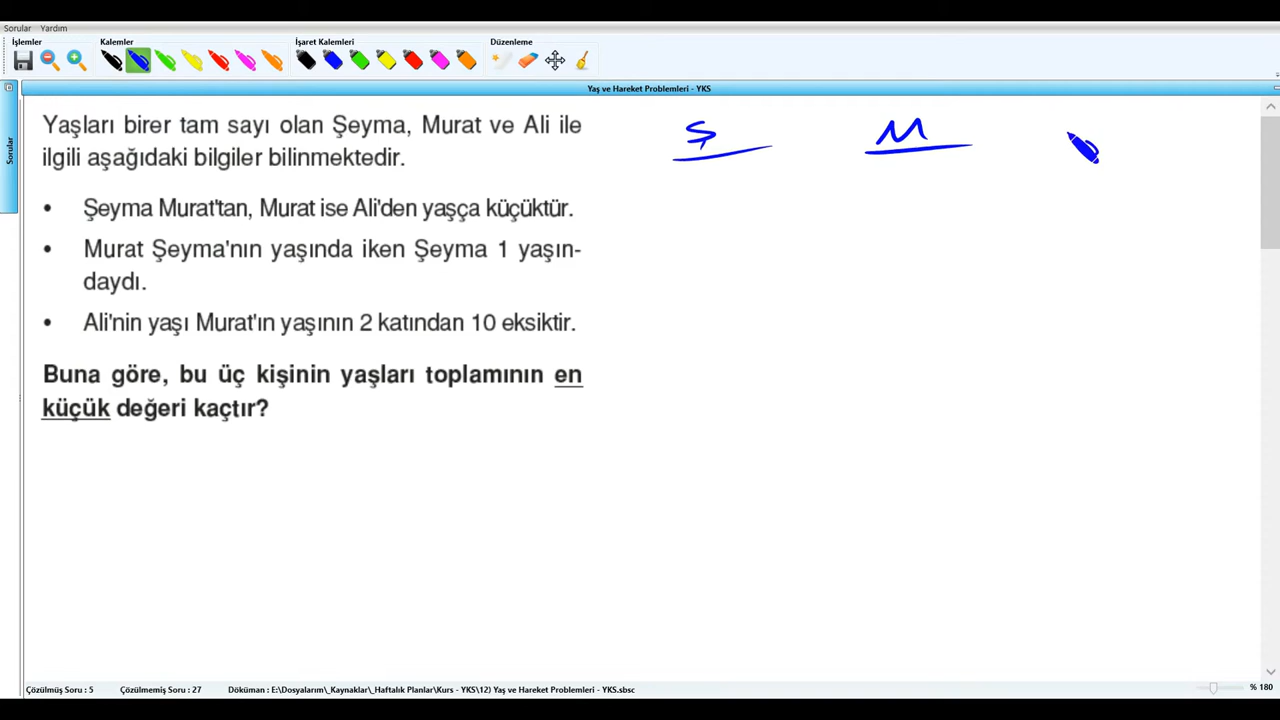 Sorular Yardım
İşlemler Kalemler İşaret Kalemleri Düzenleme
Yaş ve Hareket Problemleri - YKS
Sorular
Yaşları birer tam sayı olan Şeyma, Murat ve Ali ile
ilgili aşağıdaki bilgiler bilinmektedir.
• Şeyma Murat'tan, Murat ise Ali'den yaşça küçüktür.
• Murat Şeyma'nın yaşında iken Şeyma 1 yaşın-
daydı.
• Ali'nin yaşı Murat'ın yaşının 2 katından 10 eksiktir.
Buna göre, bu üç kişinin yaşları toplamının en
küçük değeri kaçtır?
Ş M
Çözülmüş Soru : 5 Çözülmemiş Soru : 27 Döküman : E:\Dosyalarım\_Kaynaklar\_Haftalık Planlar\Kurs - YKS\12) Yaş ve Hareket Problemleri - YKS.sbsc % 180